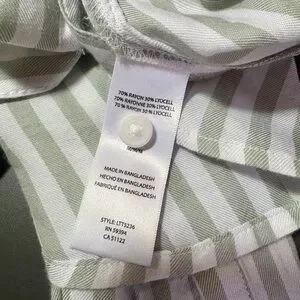 70% RAYON 30% LYOCELL
70% RAYONNE 30% LYOCELL
70% RAYON 30% LYOCELL
MADE IN BANGLADESH
HECHO EN BANGLADESH
FABRIQUÉ EN BANGLADESH
STYLE: LTT5236
RN 59394
CA 51122